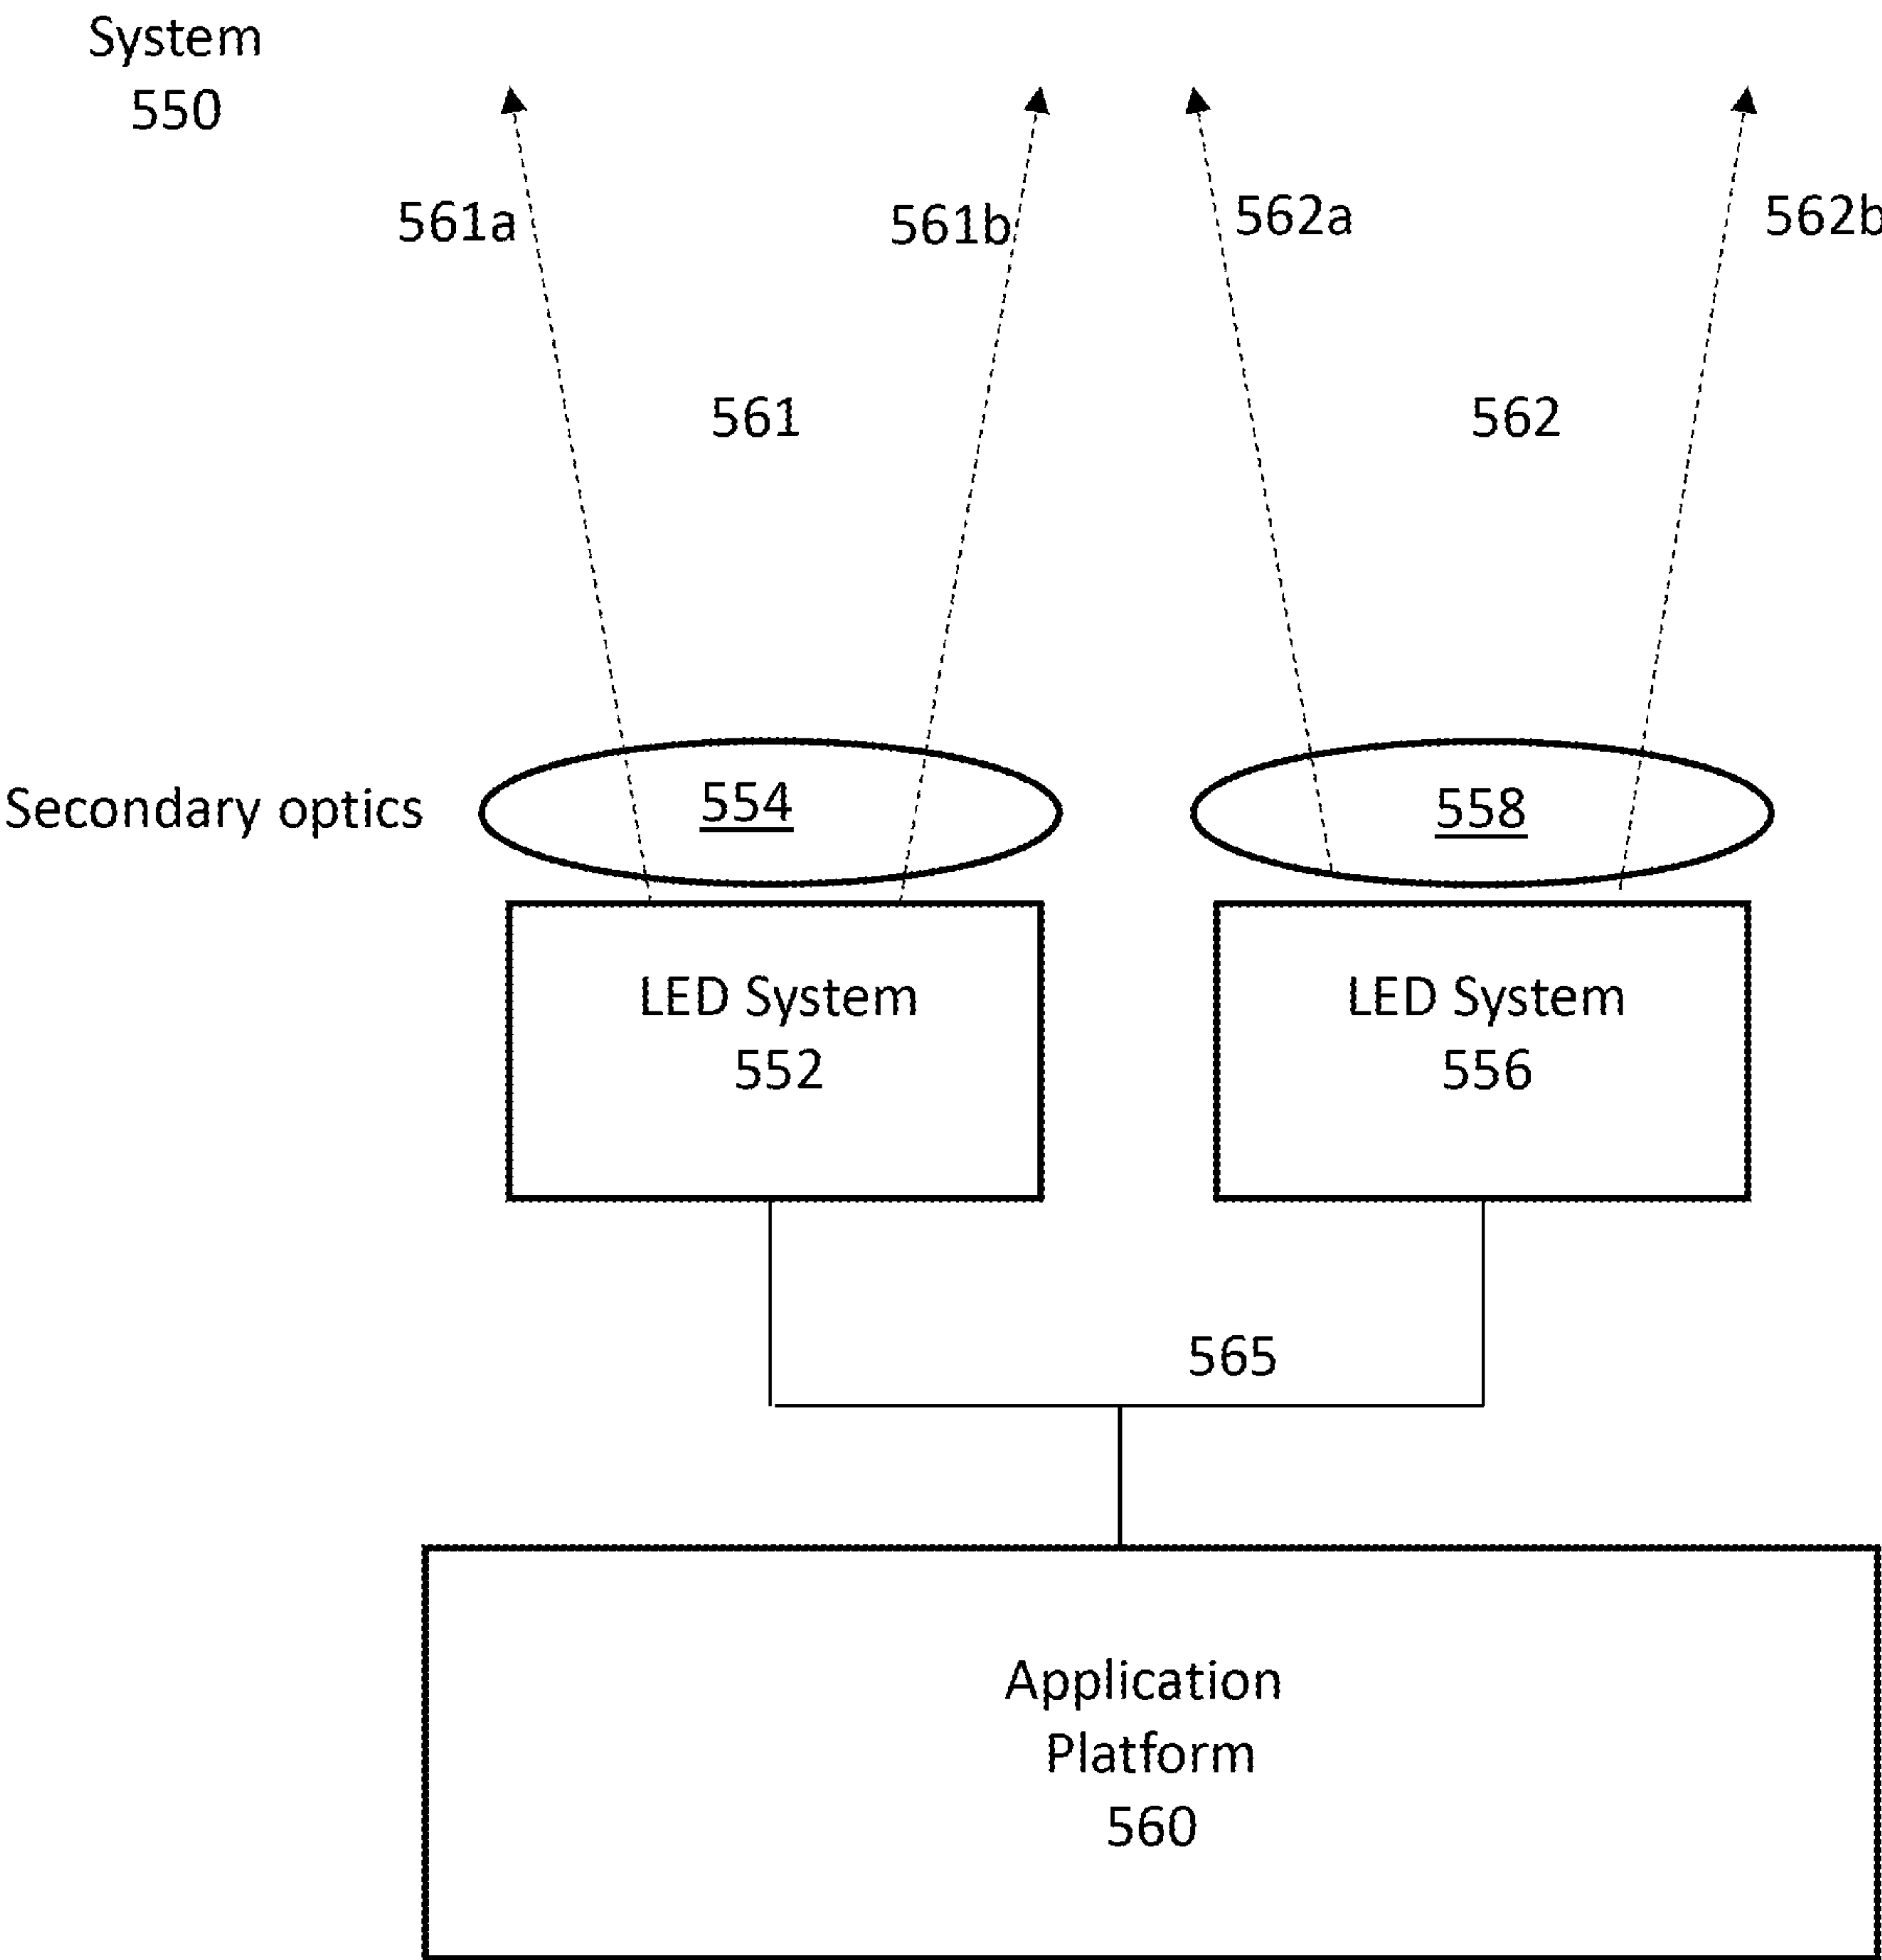 System
550
561a
561b
562a
562b
561
562
Secondary optics
554
558
LED System
552
LED System
556
565
Application
Platform
560